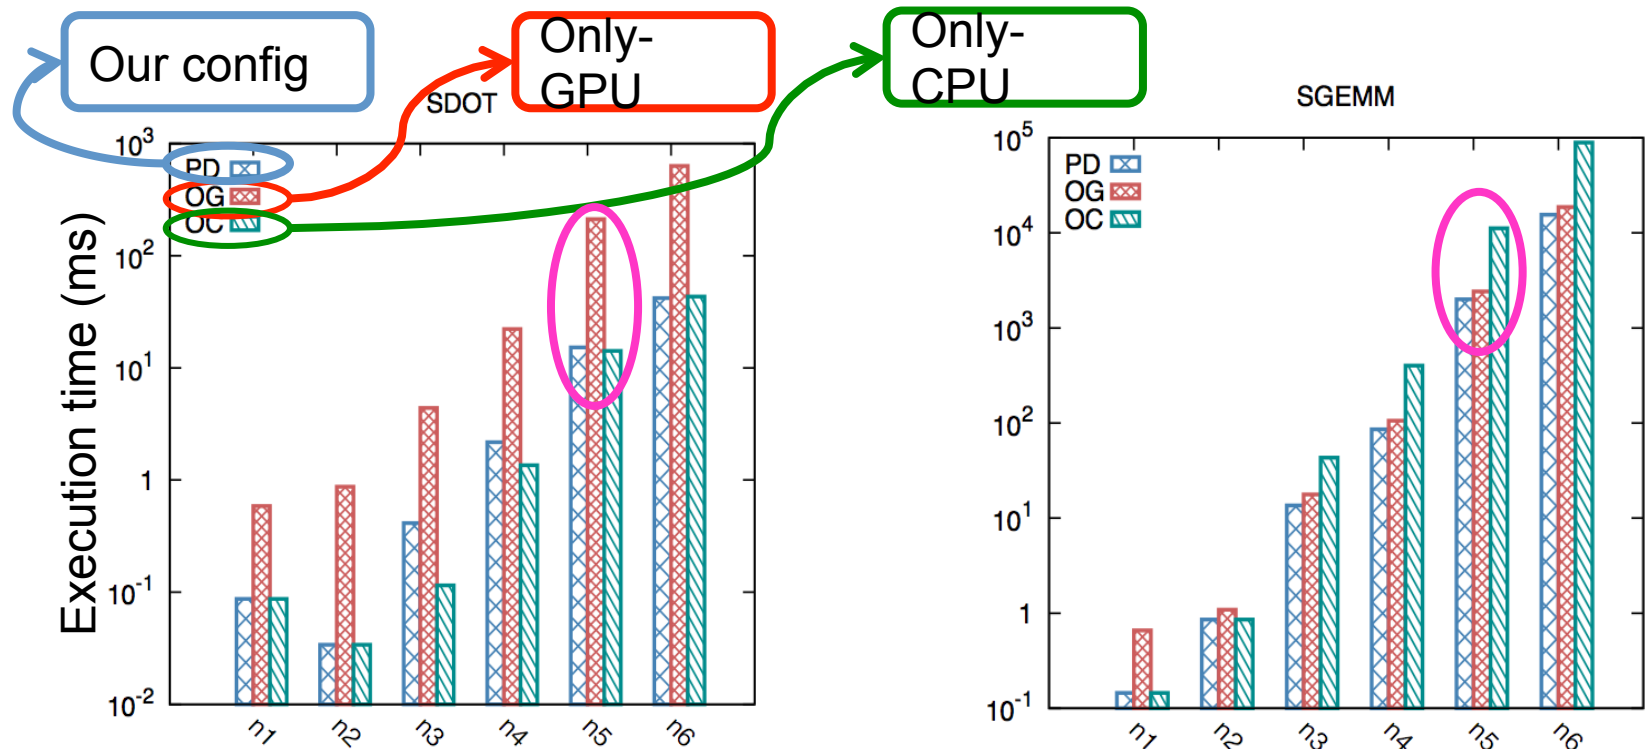 Our config
Only-
GPU
Only-
CPU
SDOT
SGEMM
Execution time (ms)
10³
10²
10¹
1
10⁻¹
10⁻²
PD
OG
OC
n1 n2 n3 n4 n5 n6
10⁵
10⁴
10³
10²
10¹
1
10⁻¹
PD
OG
OC
n1 n2 n3 n4 n5 n6